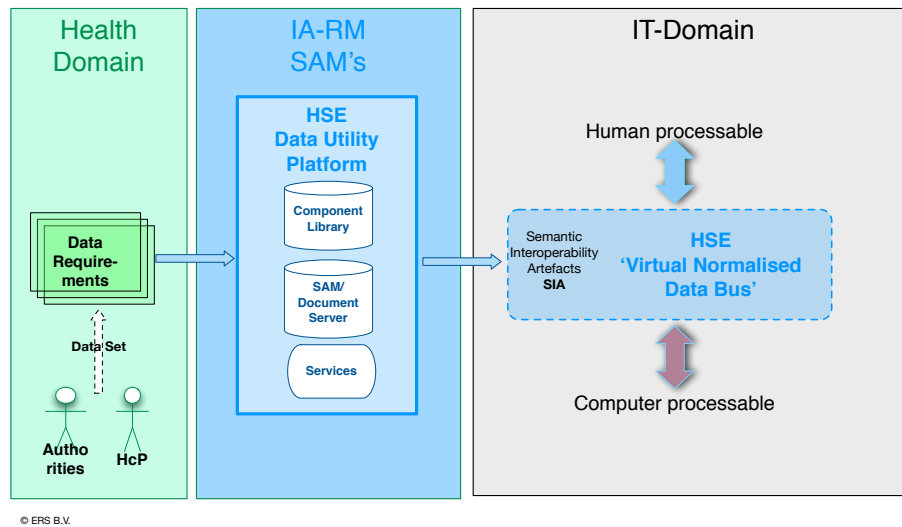 Health
Domain
Data
Require-
ments
Data Set
Autho
rities
HcP
IA-RM
SAM's
HSE
Data Utility
Platform
Component
Library
SAM/
Document
Server
Services
IT-Domain
Human processable
Semantic
Interoperability
Artefacts
SIA
HSE
‘Virtual Normalised
Data Bus’
Computer processable
© ERS B.V.